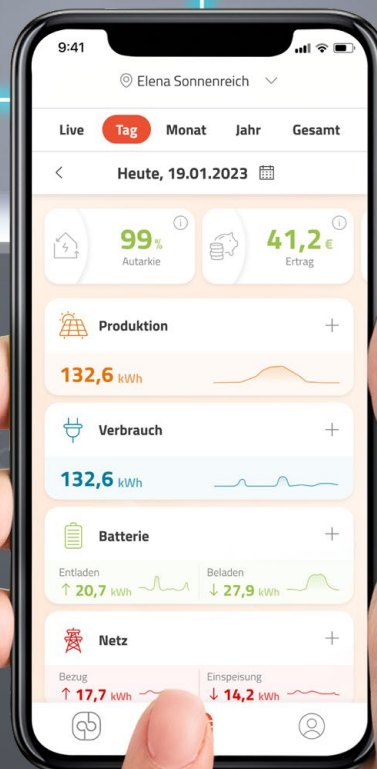 9:41
Elena Sonnenreich
Live Tag Monat Jahr Gesamt
Heute, 19.01.2023
99%
Autarkie
41,2 €
Ertrag
Produktion
132,6 kWh
Verbrauch
132,6 kWh
Batterie
Entladen
↑ 20,7 kWh
Beladen
↓ 27,9 kWh
Netz
Bezug
↑ 17,7 kWh
Einspeisung
↓ 14,2 kWh